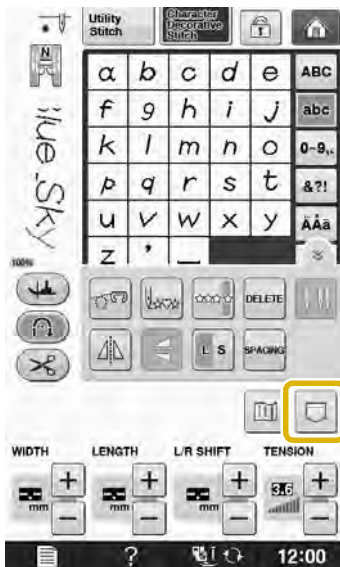 Utility Stitch
Character Decorative Stitch
N
lue Sky
100%
a b c d e ABC
f g h i j abc
k l m n o 0-9,.
p q r s t &?!
u v w x y ÄÅä
z ' _
DELETE
L S
SPACING
WIDTH LENGTH L/R SHIFT TENSION
+ + + 3.6 +
mm mm mm
− − − −
? 12:00